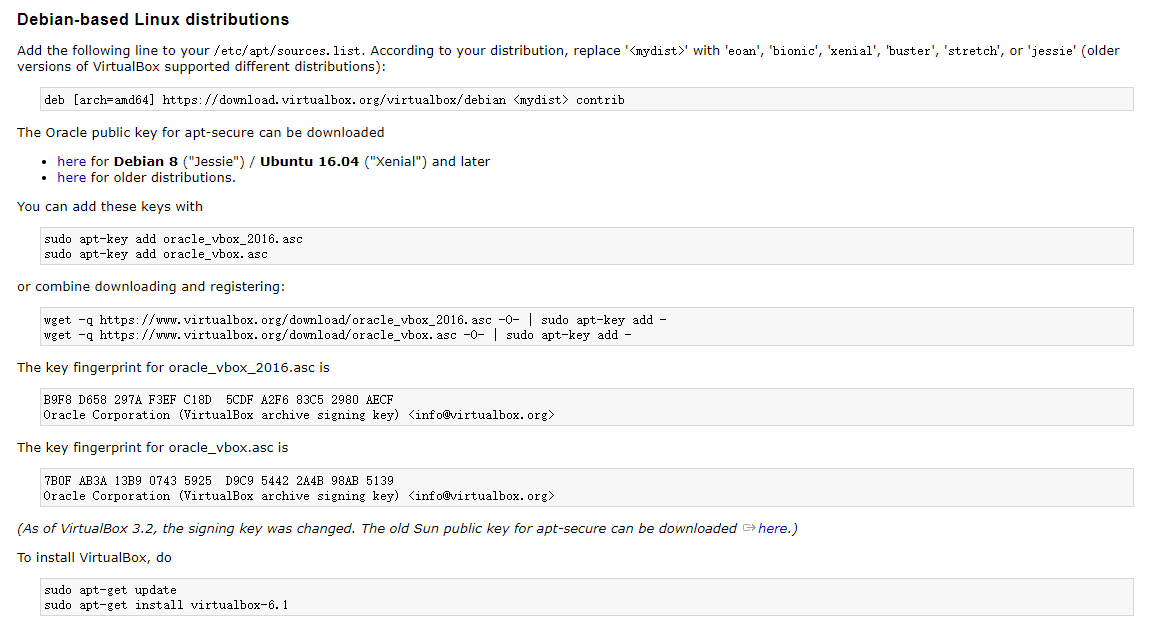 Debian-based Linux distributions
Add the following line to your /etc/apt/sources.list. According to your distribution, replace '<mydist>' with 'eoan', 'bionic', 'xenial', 'buster', 'stretch', or 'jessie' (older
versions of VirtualBox supported different distributions):
deb [arch=amd64] https://download.virtualbox.org/virtualbox/debian <mydist> contrib
The Oracle public key for apt-secure can be downloaded
• here for Debian 8 ("Jessie") / Ubuntu 16.04 ("Xenial") and later
• here for older distributions.
You can add these keys with
sudo apt-key add oracle_vbox_2016.asc
sudo apt-key add oracle_vbox.asc
or combine downloading and registering:
wget -q https://www.virtualbox.org/download/oracle_vbox_2016.asc -O- | sudo apt-key add -
wget -q https://www.virtualbox.org/download/oracle_vbox.asc -O- | sudo apt-key add -
The key fingerprint for oracle_vbox_2016.asc is
B9F8 D658 297A F3EF C18D  5CDF A2F6 83C5 2980 AECF
Oracle Corporation (VirtualBox archive signing key) <info@virtualbox.org>
The key fingerprint for oracle_vbox.asc is
7B0F AB3A 13B9 0743 5925  D9C9 5442 2A4B 98AB 5139
Oracle Corporation (VirtualBox archive signing key) <info@virtualbox.org>
(As of VirtualBox 3.2, the signing key was changed. The old Sun public key for apt-secure can be downloaded here.)
To install VirtualBox, do
sudo apt-get update
sudo apt-get install virtualbox-6.1